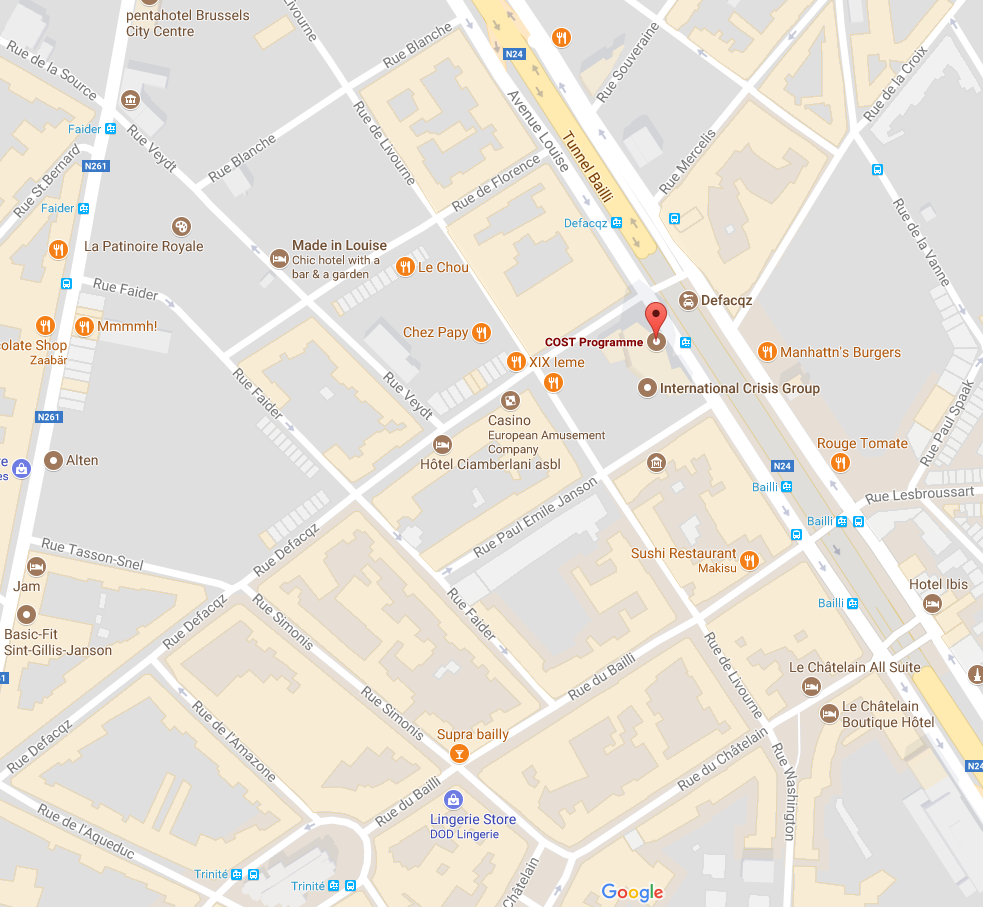 pentahotel Brussels
City Centre
Rue de Livourne
Rue Blanche
N24
Rue Souveraine
Rue de la Croix
Rue de la Source
Avenue Louise
Tunnel Bailli
Faider
Rue Veydt
Rue Blanche
Rue de Livourne
Rue Mercelis
N261
Rue St.Bernard
Rue de Florence
Faider
Defacqz
Rue de la Vanne
La Patinoire Royale
Made in Louise
Chic hotel with a
bar & a garden
Le Chou
Rue Faider
Defacqz
Mmmmh!
Chez Papy
COST Programme
Manhattn's Burgers
olate Shop
Zaabär
XIX Ieme
Rue Faider
Rue Veydt
International Crisis Group
N261
Casino
European Amusement
Company
Rue Paul Spaak
Rouge Tomate
Alten
Hôtel Ciamberlani asbl
N24
Bailli
Rue Lesbroussart
Rue Paul Emile Janson
Bailli
Rue Defacqz
Rue Tasson-Snel
Sushi Restaurant
Makisu
Jam
Hotel Ibis
Bailli
Rue Faider
Rue Defacqz
Rue Simonis
Basic-Fit
Sint-Gillis-Janson
Rue du Bailli
Rue de Livourne
Le Châtelain All Suite
Le Châtelain
Boutique Hôtel
Rue Simonis
Rue de l'Amazone
Rue Defacqz
Supra bailly
Rue du Châtelain
Rue Washington
N24
Rue du Bailli
Lingerie Store
DOD Lingerie
Rue de l'Aqueduc
Trinité
Trinité
Châtelain
Google